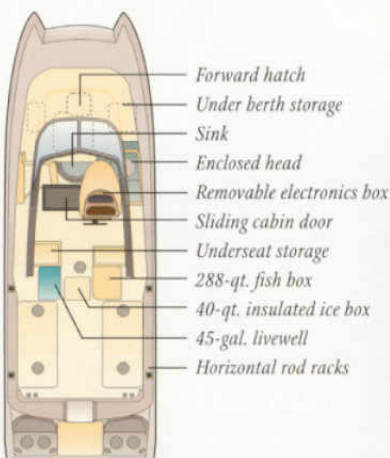 Forward hatch
Under berth storage
Sink
Enclosed head
Removable electronics box
Sliding cabin door
Underseat storage
288-qt. fish box
40-qt. insulated ice box
45-gal. livewell
Horizontal rod racks